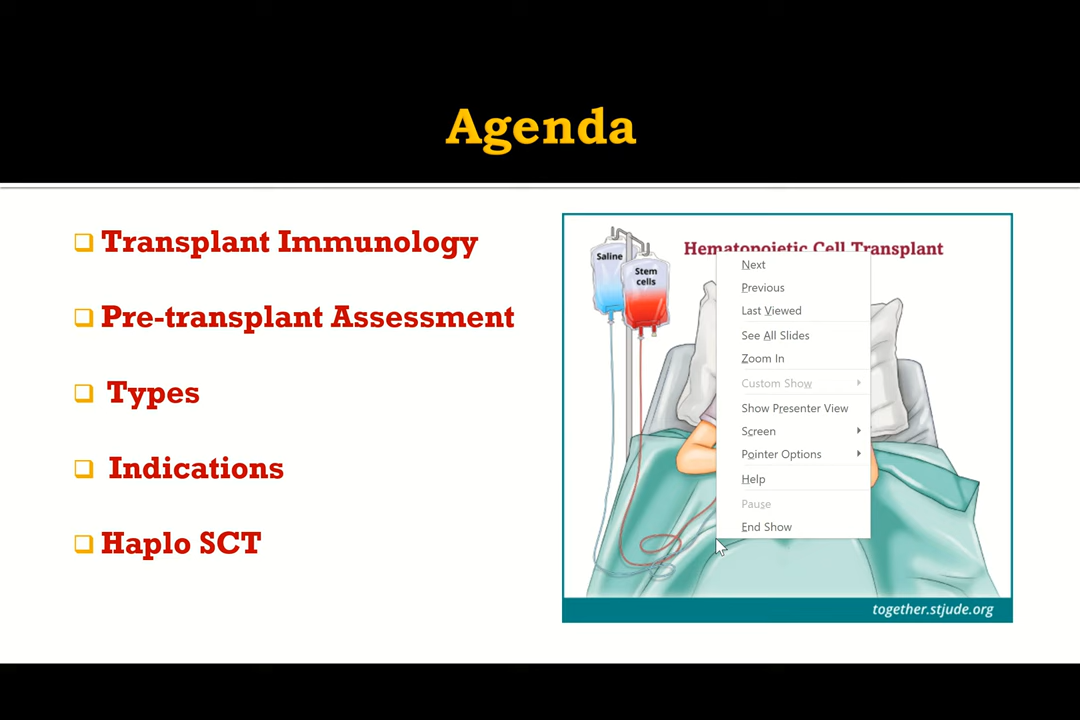 Agenda
Transplant Immunology
Pre-transplant Assessment
Types
Indications
Haplo SCT
Saline
Stem
cells
Hematopoietic Cell Transplant
Next
Previous
Last Viewed
See All Slides
Zoom In
Custom Show
Show Presenter View
Screen
Pointer Options
Help
Pause
End Show
together.stjude.org